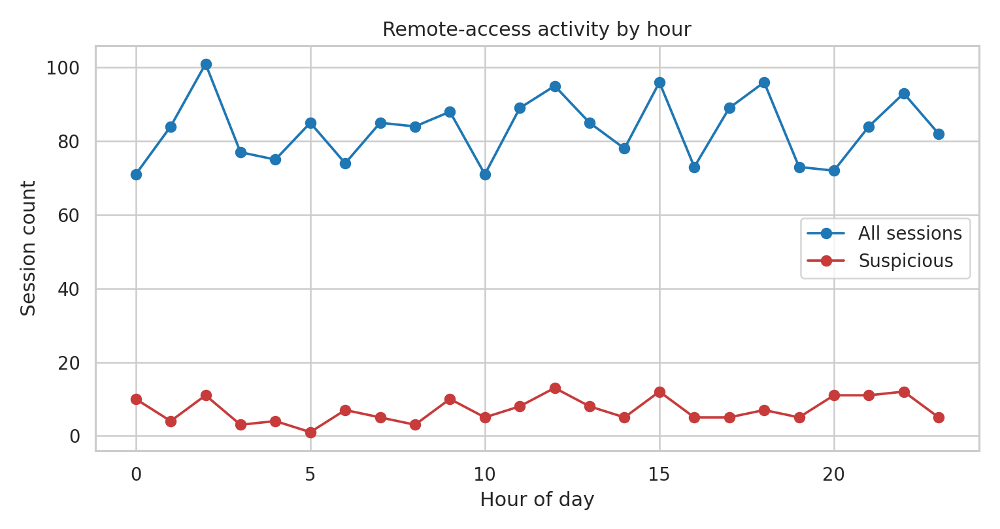 Remote-access activity by hour
100
80
60
40
20
0
Session count
All sessions
Suspicious
0 5 10 15 20
Hour of day